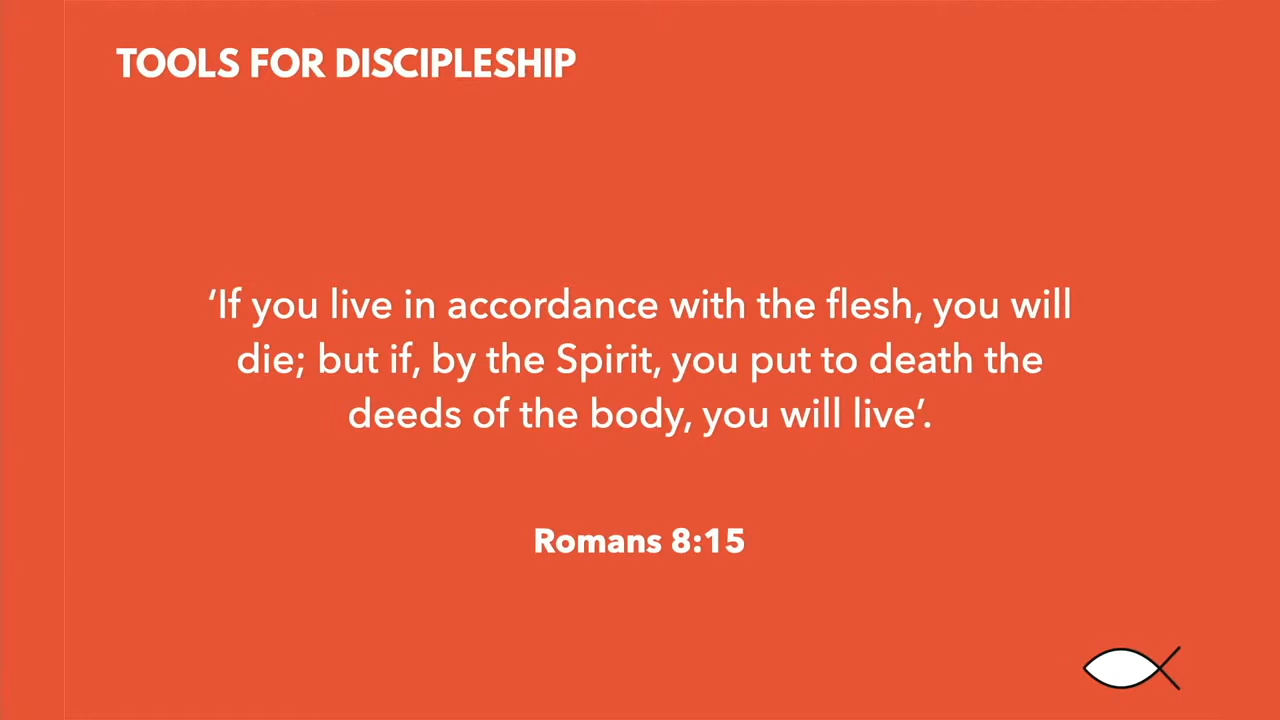 TOOLS FOR DISCIPLESHIP
‘If you live in accordance with the flesh, you will
die; but if, by the Spirit, you put to death the
deeds of the body, you will live’.
Romans 8:15